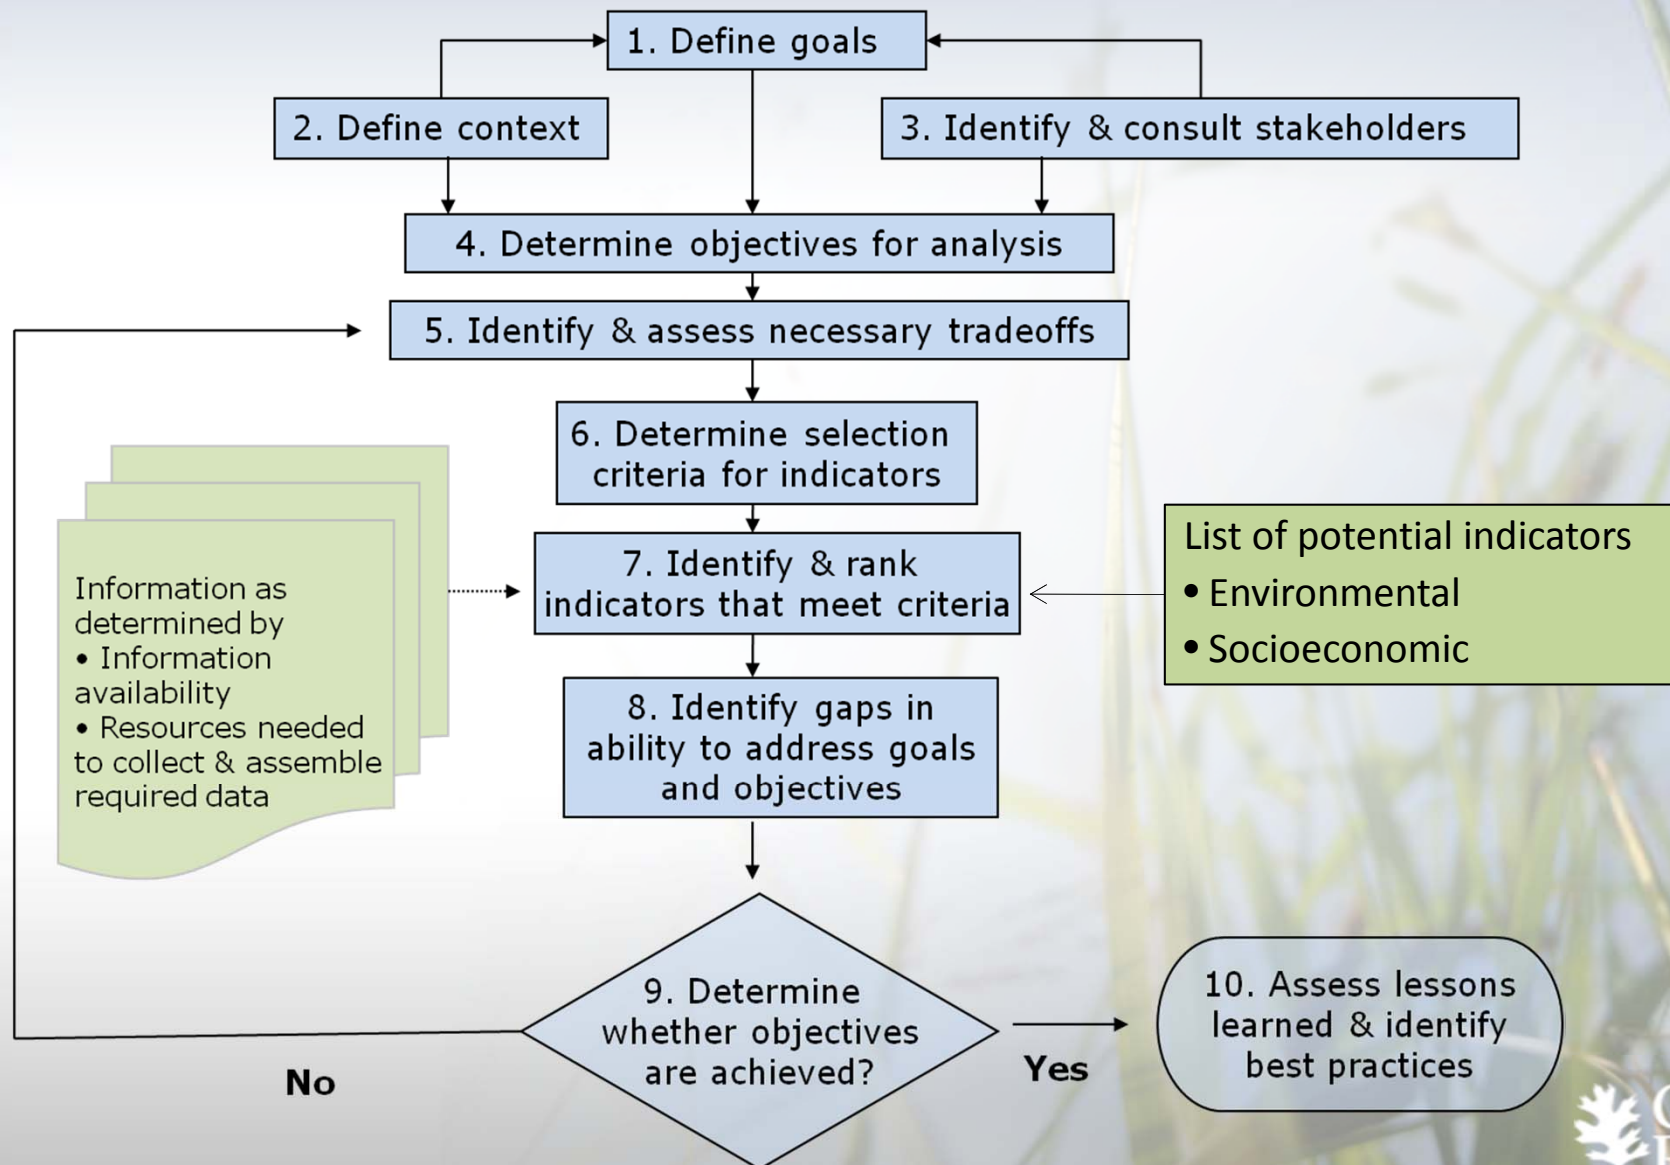 1. Define goals
2. Define context
3. Identify & consult stakeholders
4. Determine objectives for analysis
5. Identify & assess necessary tradeoffs
6. Determine selection
criteria for indicators
7. Identify & rank
indicators that meet criteria
List of potential indicators
• Environmental
• Socioeconomic
Information as
determined by
• Information
availability
• Resources needed
to collect & assemble
required data
8. Identify gaps in
ability to address goals
and objectives
9. Determine
whether objectives
are achieved?
No
Yes
10. Assess lessons
learned & identify
best practices